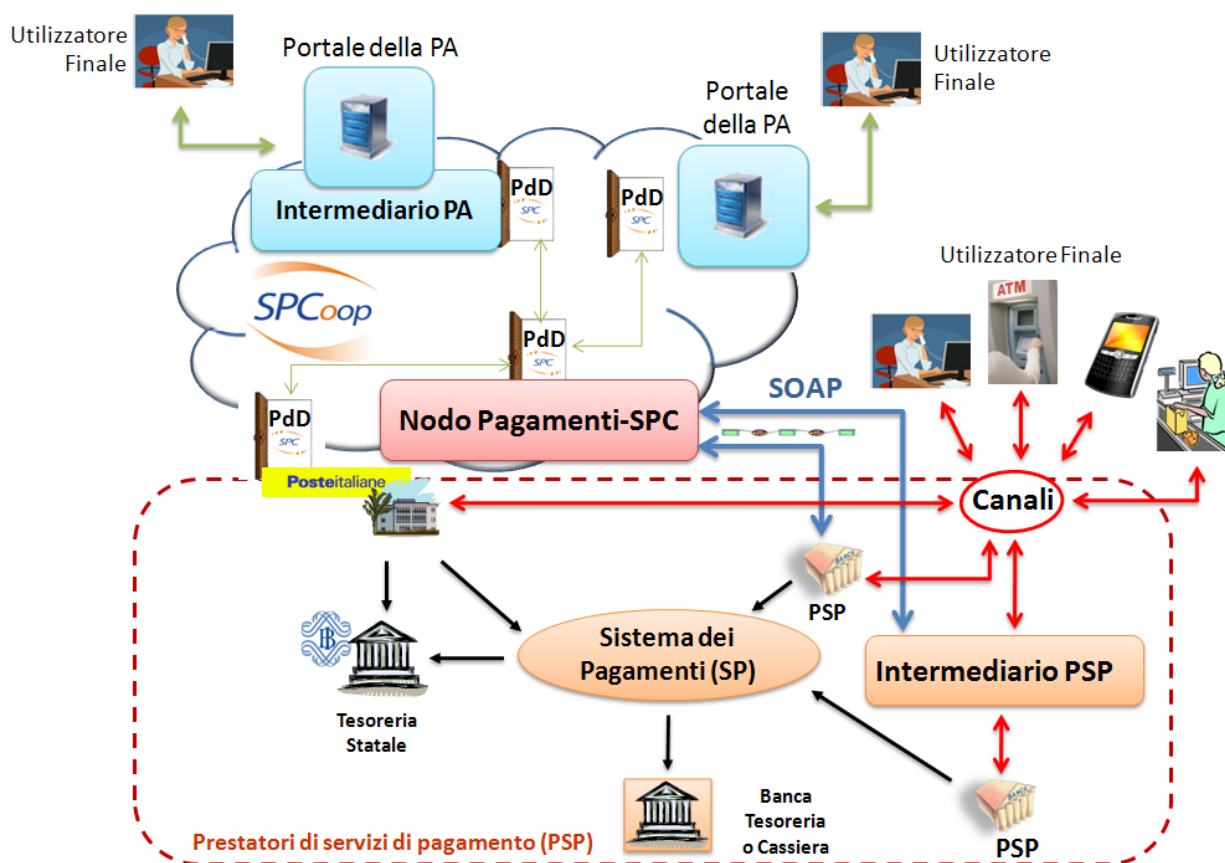 Utilizzatore
Finale
Portale della PA
Utilizzatore
Finale
Portale
della PA
PdD
SPC
PdD
SPC
Intermediario PA
SPCoop
Utilizzatore Finale
ATM
PdD
SPC
PdD
SPC
SOAP
Nodo Pagamenti-SPC
Posteitaliane
Canali
BANCA
PSP
Sistema dei
Pagamenti (SP)
Intermediario PSP
Tesoreria
Statale
BANCA
Banca
Tesoreria
o Cassiera
PSP
Prestatori di servizi di pagamento (PSP)